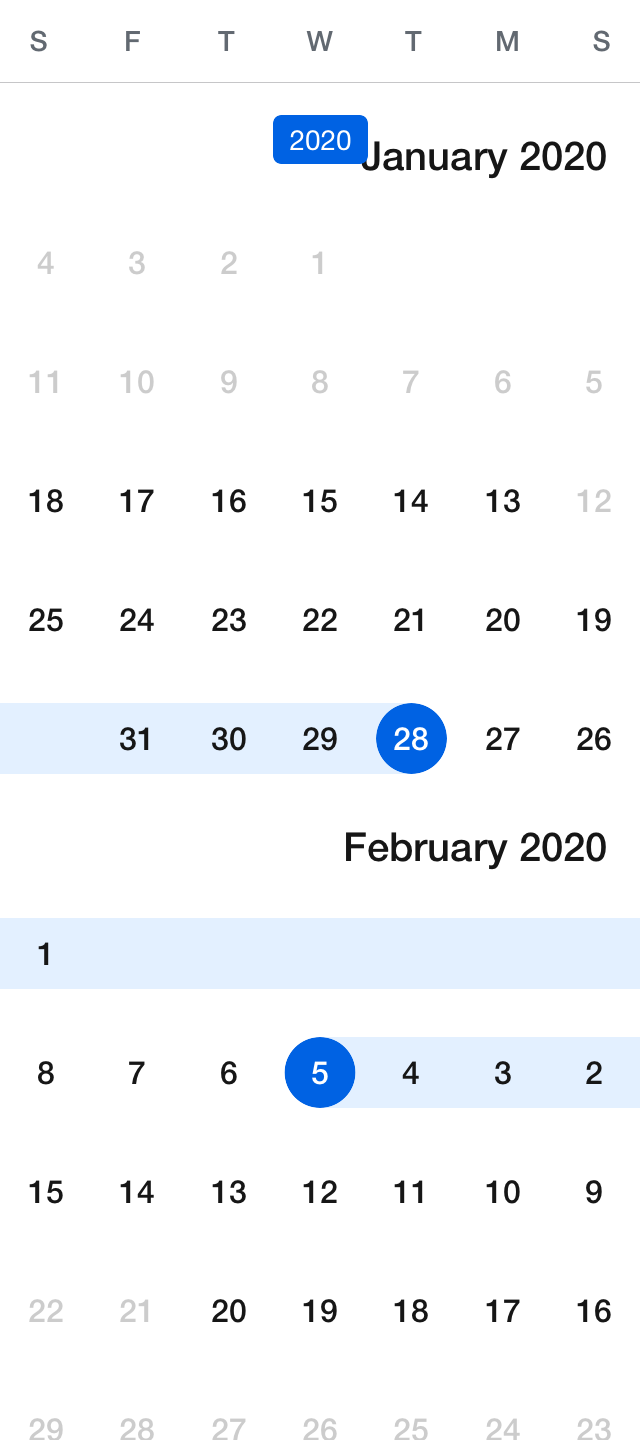 S F T W T M S
2020
January 2020
4 3 2 1
11 10 9 8 7 6 5
18 17 16 15 14 13 12
25 24 23 22 21 20 19
31 30 29 28 27 26
February 2020
1
8 7 6 5 4 3 2
15 14 13 12 11 10 9
22 21 20 19 18 17 16
29 28 27 26 25 24 23